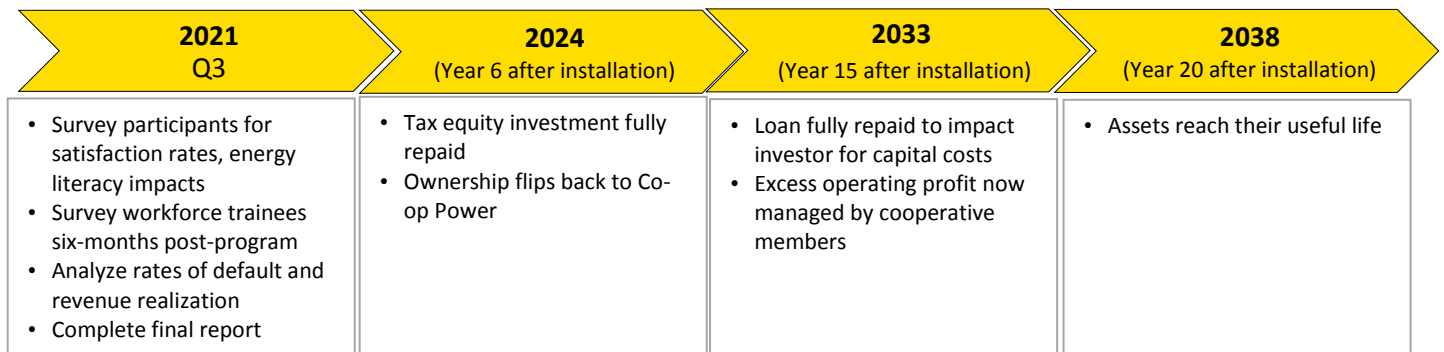 2021
Q3
2024
(Year 6 after installation)
2033
(Year 15 after installation)
2038
(Year 20 after installation)
• Survey participants for
satisfaction rates, energy
literacy impacts
• Survey workforce trainees
six-months post-program
• Analyze rates of default and
revenue realization
• Complete final report
• Tax equity investment fully
repaid
• Ownership flips back to Co-
op Power
• Loan fully repaid to impact
investor for capital costs
• Excess operating profit now
managed by cooperative
members
• Assets reach their useful life